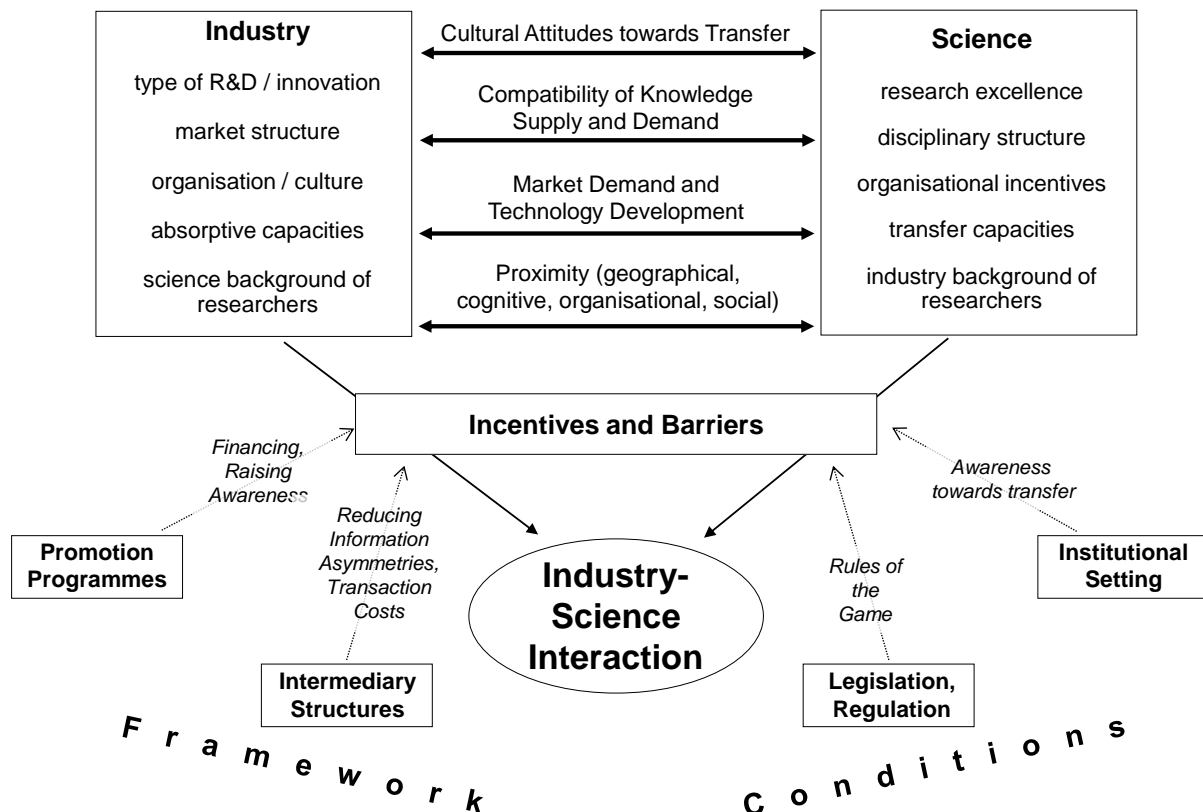 Industry
type of R&D / innovation
market structure
organisation / culture
absorptive capacities
science background of
researchers
Cultural Attitudes towards Transfer
Compatibility of Knowledge
Supply and Demand
Market Demand and
Technology Development
Proximity (geographical,
cognitive, organisational, social)
Science
research excellence
disciplinary structure
organisational incentives
transfer capacities
industry background of
researchers
Incentives and Barriers
Financing,
Raising
Awareness
Promotion
Programmes
Reducing
Information
Asymmetries,
Transaction
Costs
Intermediary
Structures
Industry-
Science
Interaction
Rules of
the
Game
Legislation,
Regulation
Awareness
towards transfer
Institutional
Setting
Framework Conditions